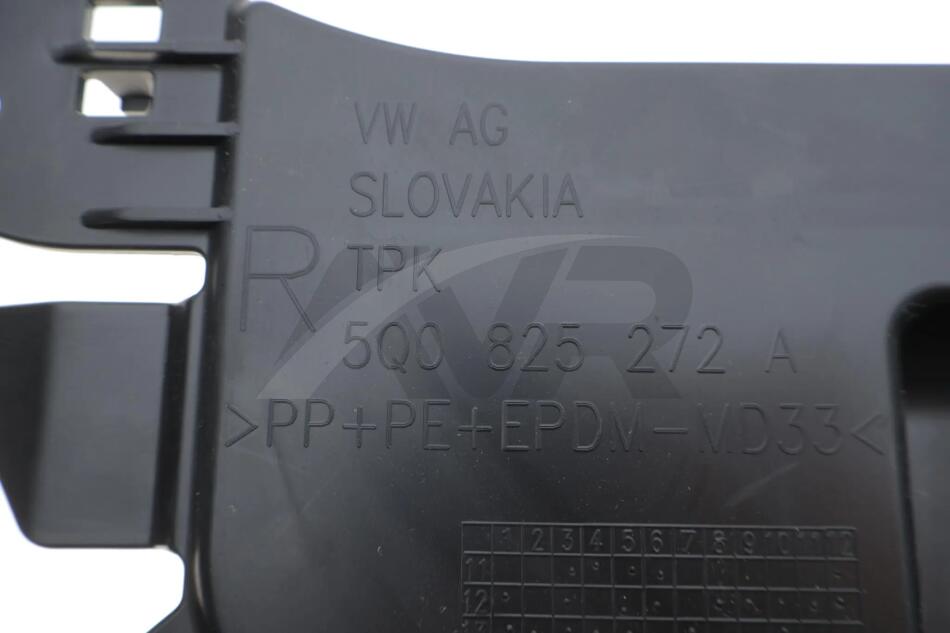 VW AG
SLOVAKIA
R TPK
5Q0 825 272 A
>PP+PE+EPDM-MD33<
1 2 3 4 5 6 7 8 9 10 11 12
11
12
AVR